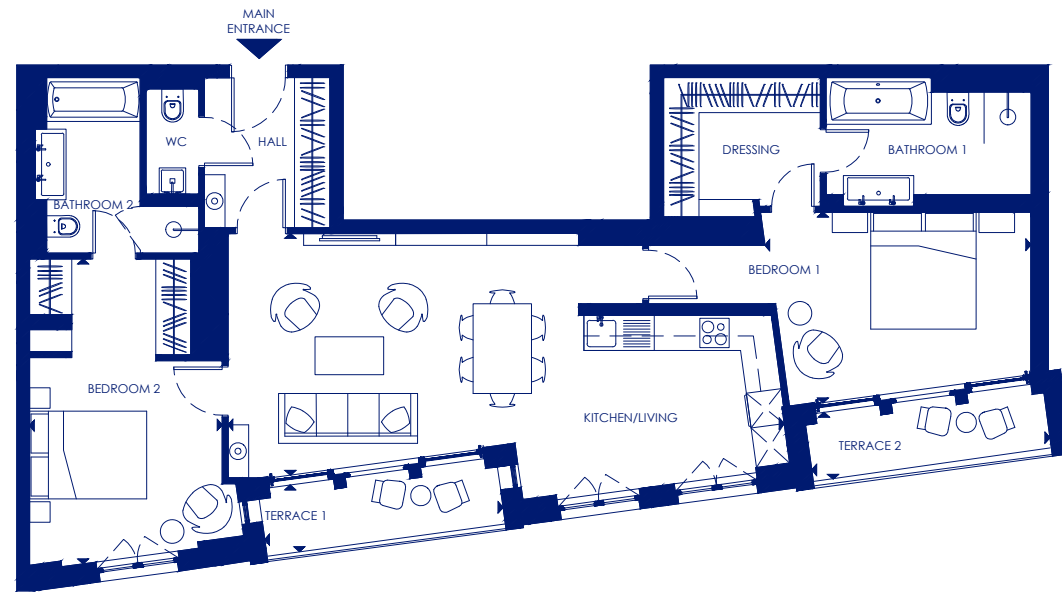 MAIN
ENTRANCE
WC
HALL
DRESSING
BATHROOM 1
BATHROOM 2
BEDROOM 1
BEDROOM 2
KITCHEN/LIVING
TERRACE 2
TERRACE 1